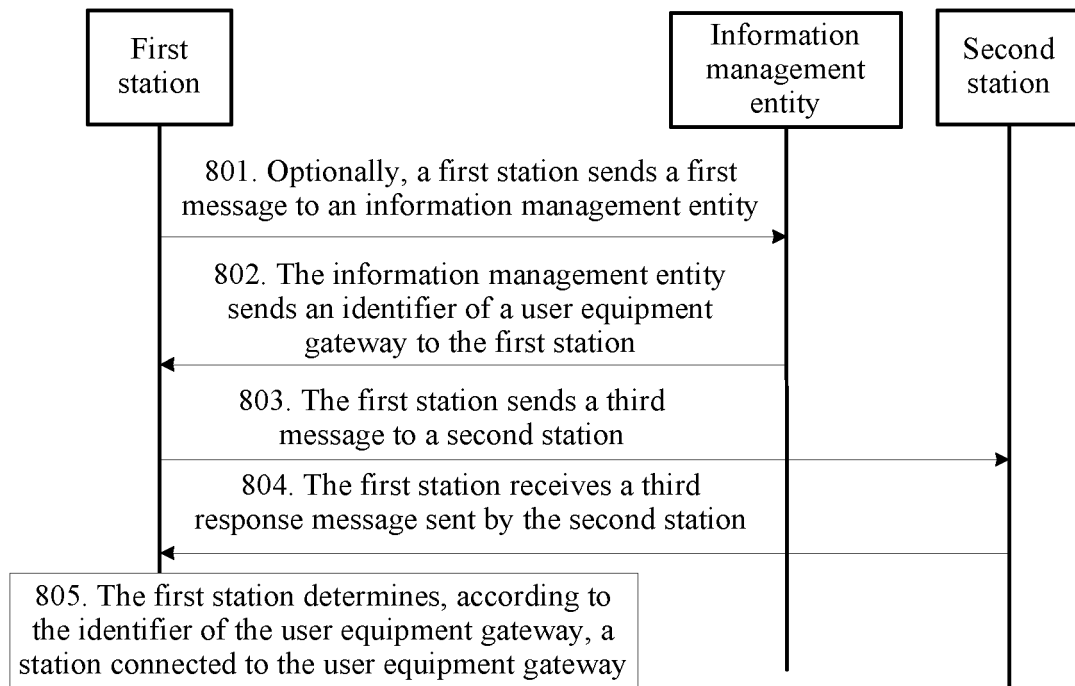 First
station
Information
management
entity
Second
station
801. Optionally, a first station sends a first
message to an information management entity
802. The information management entity
sends an identifier of a user equipment
gateway to the first station
803. The first station sends a third
message to a second station
804. The first station receives a third
response message sent by the second station
805. The first station determines, according to
the identifier of the user equipment gateway, a
station connected to the user equipment gateway